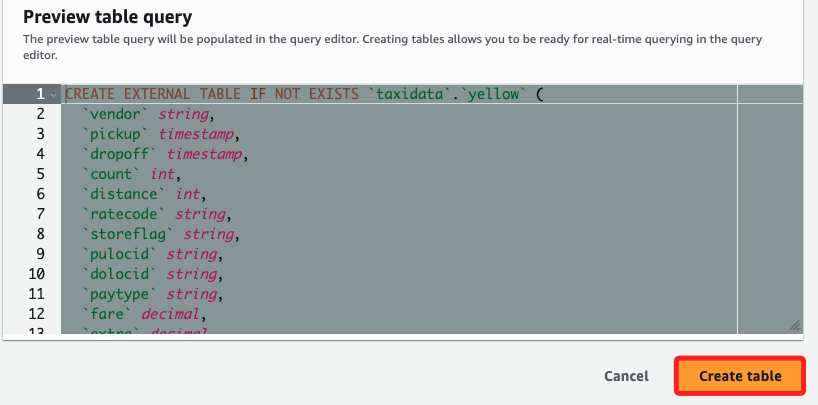 Preview table query
The preview table query will be populated in the query editor. Creating tables allows you to be ready for real-time querying in the query
editor.
1 CREATE EXTERNAL TABLE IF NOT EXISTS `taxidata`.`yellow` (
2 `vendor` string,
3 `pickup` timestamp,
4 `dropoff` timestamp,
5 `count` int,
6 `distance` int,
7 `ratecode` string,
8 `storeflag` string,
9 `pulocid` string,
10 `dolocid` string,
11 `paytype` string,
12 `fare` decimal,
13 `extra` decimal
Cancel Create table